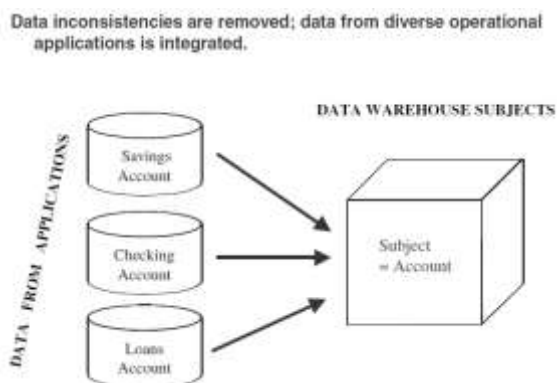 Data inconsistencies are removed; data from diverse operational
applications is integrated.
DATA WAREHOUSE SUBJECTS
DATA FROM APPLICATIONS
Savings
Account
Checking
Account
Loans
Account
Subject
= Account